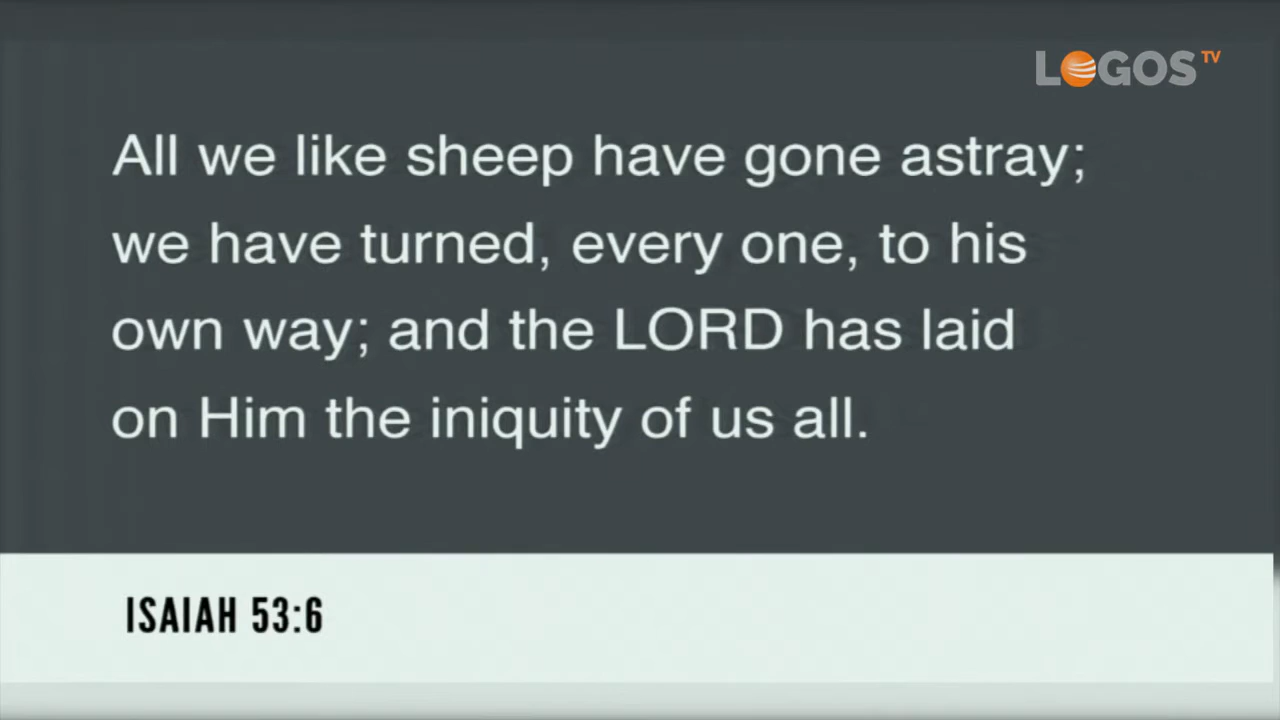 LOGOS TV
All we like sheep have gone astray;
we have turned, every one, to his
own way; and the LORD has laid
on Him the iniquity of us all.
ISAIAH 53:6